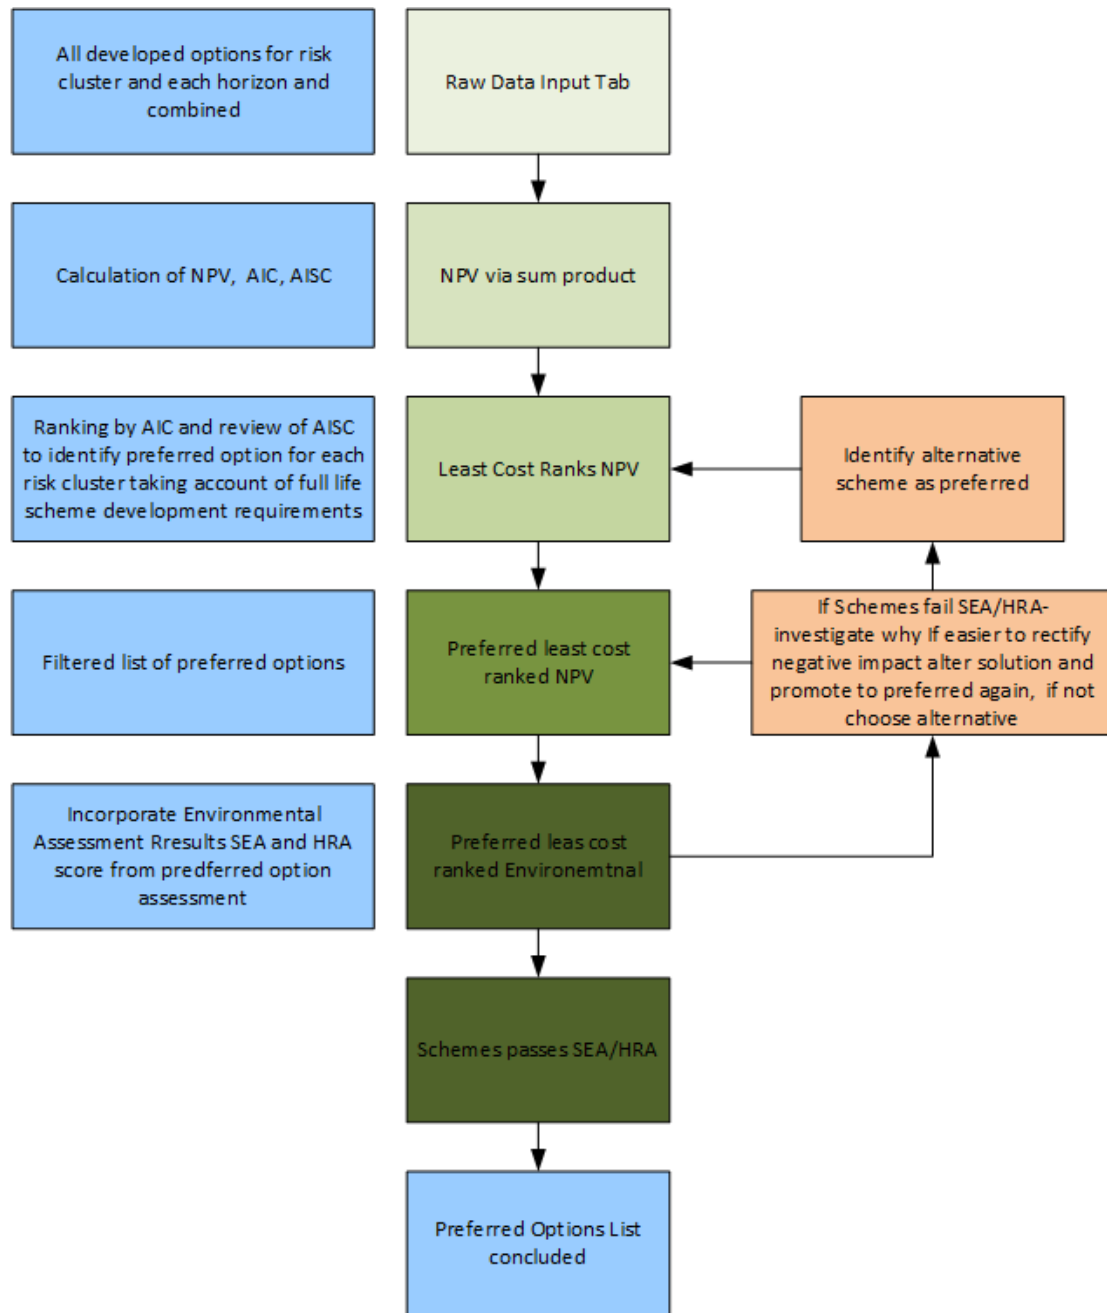 All developed options for risk
cluster and each horizon and
combined
Raw Data Input Tab
Calculation of NPV,  AIC, AISC
NPV via sum product
Ranking by AIC and review of AISC
to identify preferred option for each
risk cluster taking account of full life
scheme development requirements
Least Cost Ranks NPV
Identify alternative
scheme as preferred
Filtered list of preferred options
Preferred least cost
ranked NPV
If Schemes fail SEA/HRA-
investigate why If easier to rectify
negative impact alter solution and
promote to preferred again,  if not
choose alternative
Incorporate Environmental
Assessment Rresults SEA and HRA
score from predferred option
assessment
Preferred leas cost
ranked Environemtnal
Schemes passes SEA/HRA
Preferred Options List
concluded